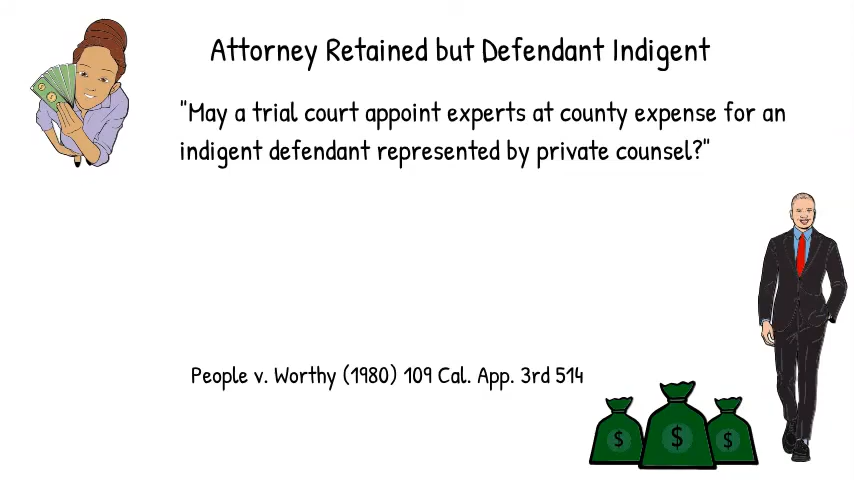 Attorney Retained but Defendant Indigent
"May a trial court appoint experts at county expense for an
indigent defendant represented by private counsel?"
People v. Worthy (1980) 109 Cal. App. 3rd 514
$ $ $